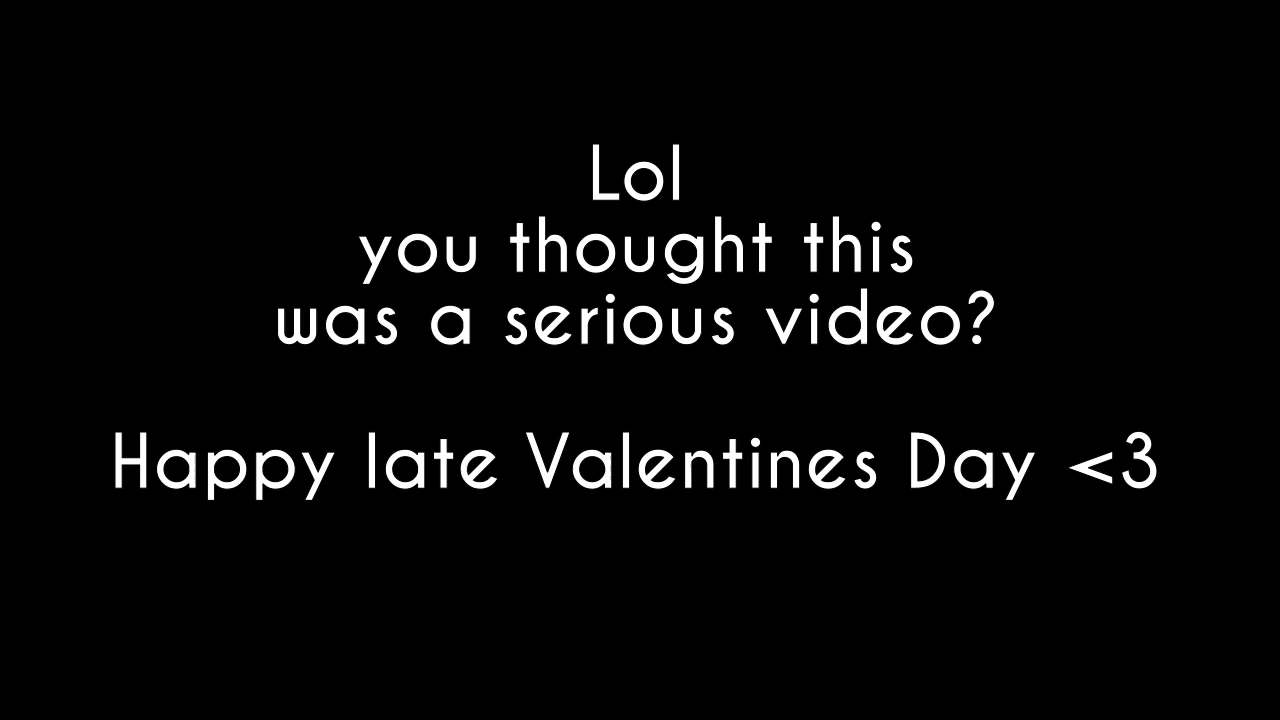 Lol
you thought this
was a serious video?
Happy late Valentines Day <3